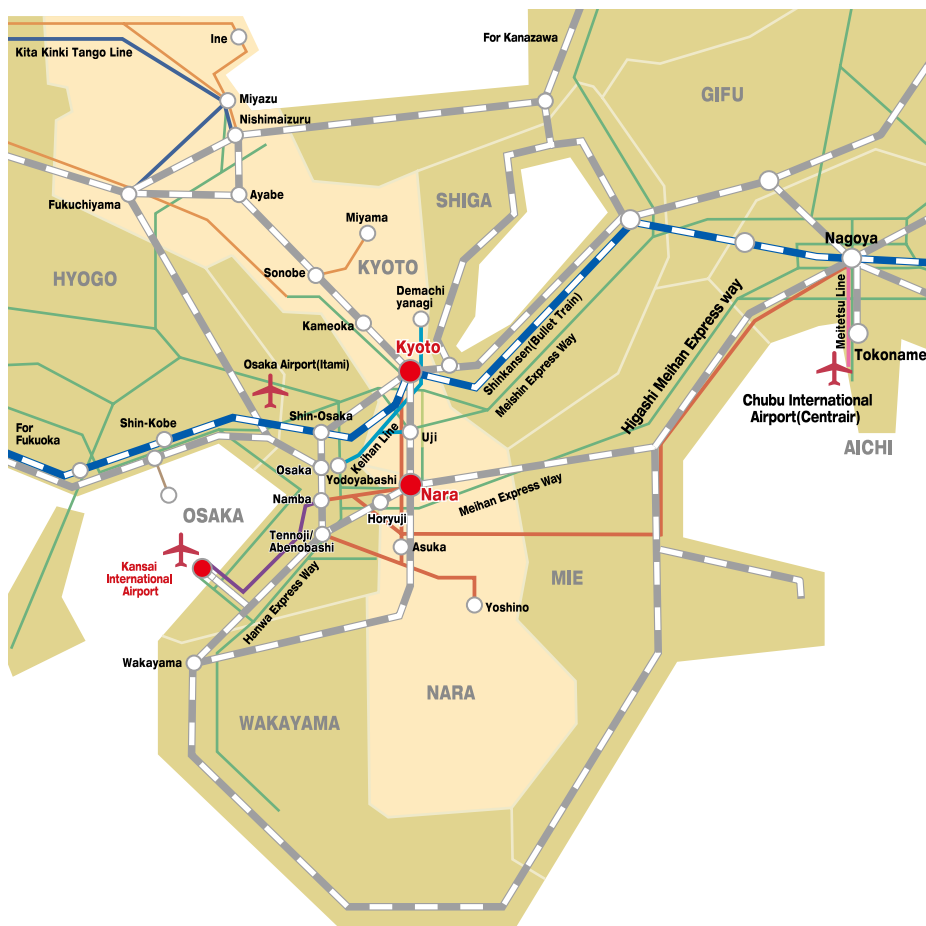 For Kanazawa
Ine
Kita Kinki Tango Line
GIFU
Miyazu
Nishimaizuru
Ayabe
SHIGA
Fukuchiyama
Miyama
Nagoya
KYOTO
Sonobe
HYOGO
Demachi
yanagi
Meitetsu Line
Kameoka
Shinkansen(Bullet Train)
Higashi Meihan Express way
Kyoto
Meishin Express Way
Tokoname
Osaka Airport(Itami)
Chubu International
Airport(Centrair)
Shin-Osaka
Shin-Kobe
For
Fukuoka
Keihan Line
Uji
AICHI
Osaka
Yodoyabashi
Nara
Namba
Meihan Express Way
Horyuji
OSAKA
Tennoji/
Abenobashi
Asuka
Kansai
International
Airport
MIE
Hanwa Express Way
Yoshino
Wakayama
NARA
WAKAYAMA